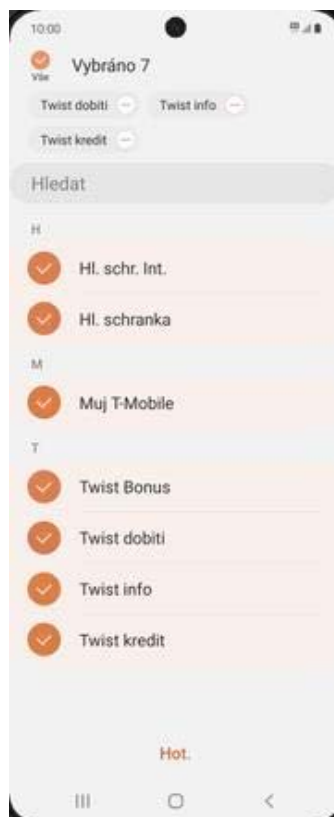 10:00
Vše
Vybráno 7
Twist dobiti
Twist info
Twist kredit
Hledat
H
Hl. schr. Int.
Hl. schranka
M
Muj T-Mobile
T
Twist Bonus
Twist dobiti
Twist info
Twist kredit
Hot.